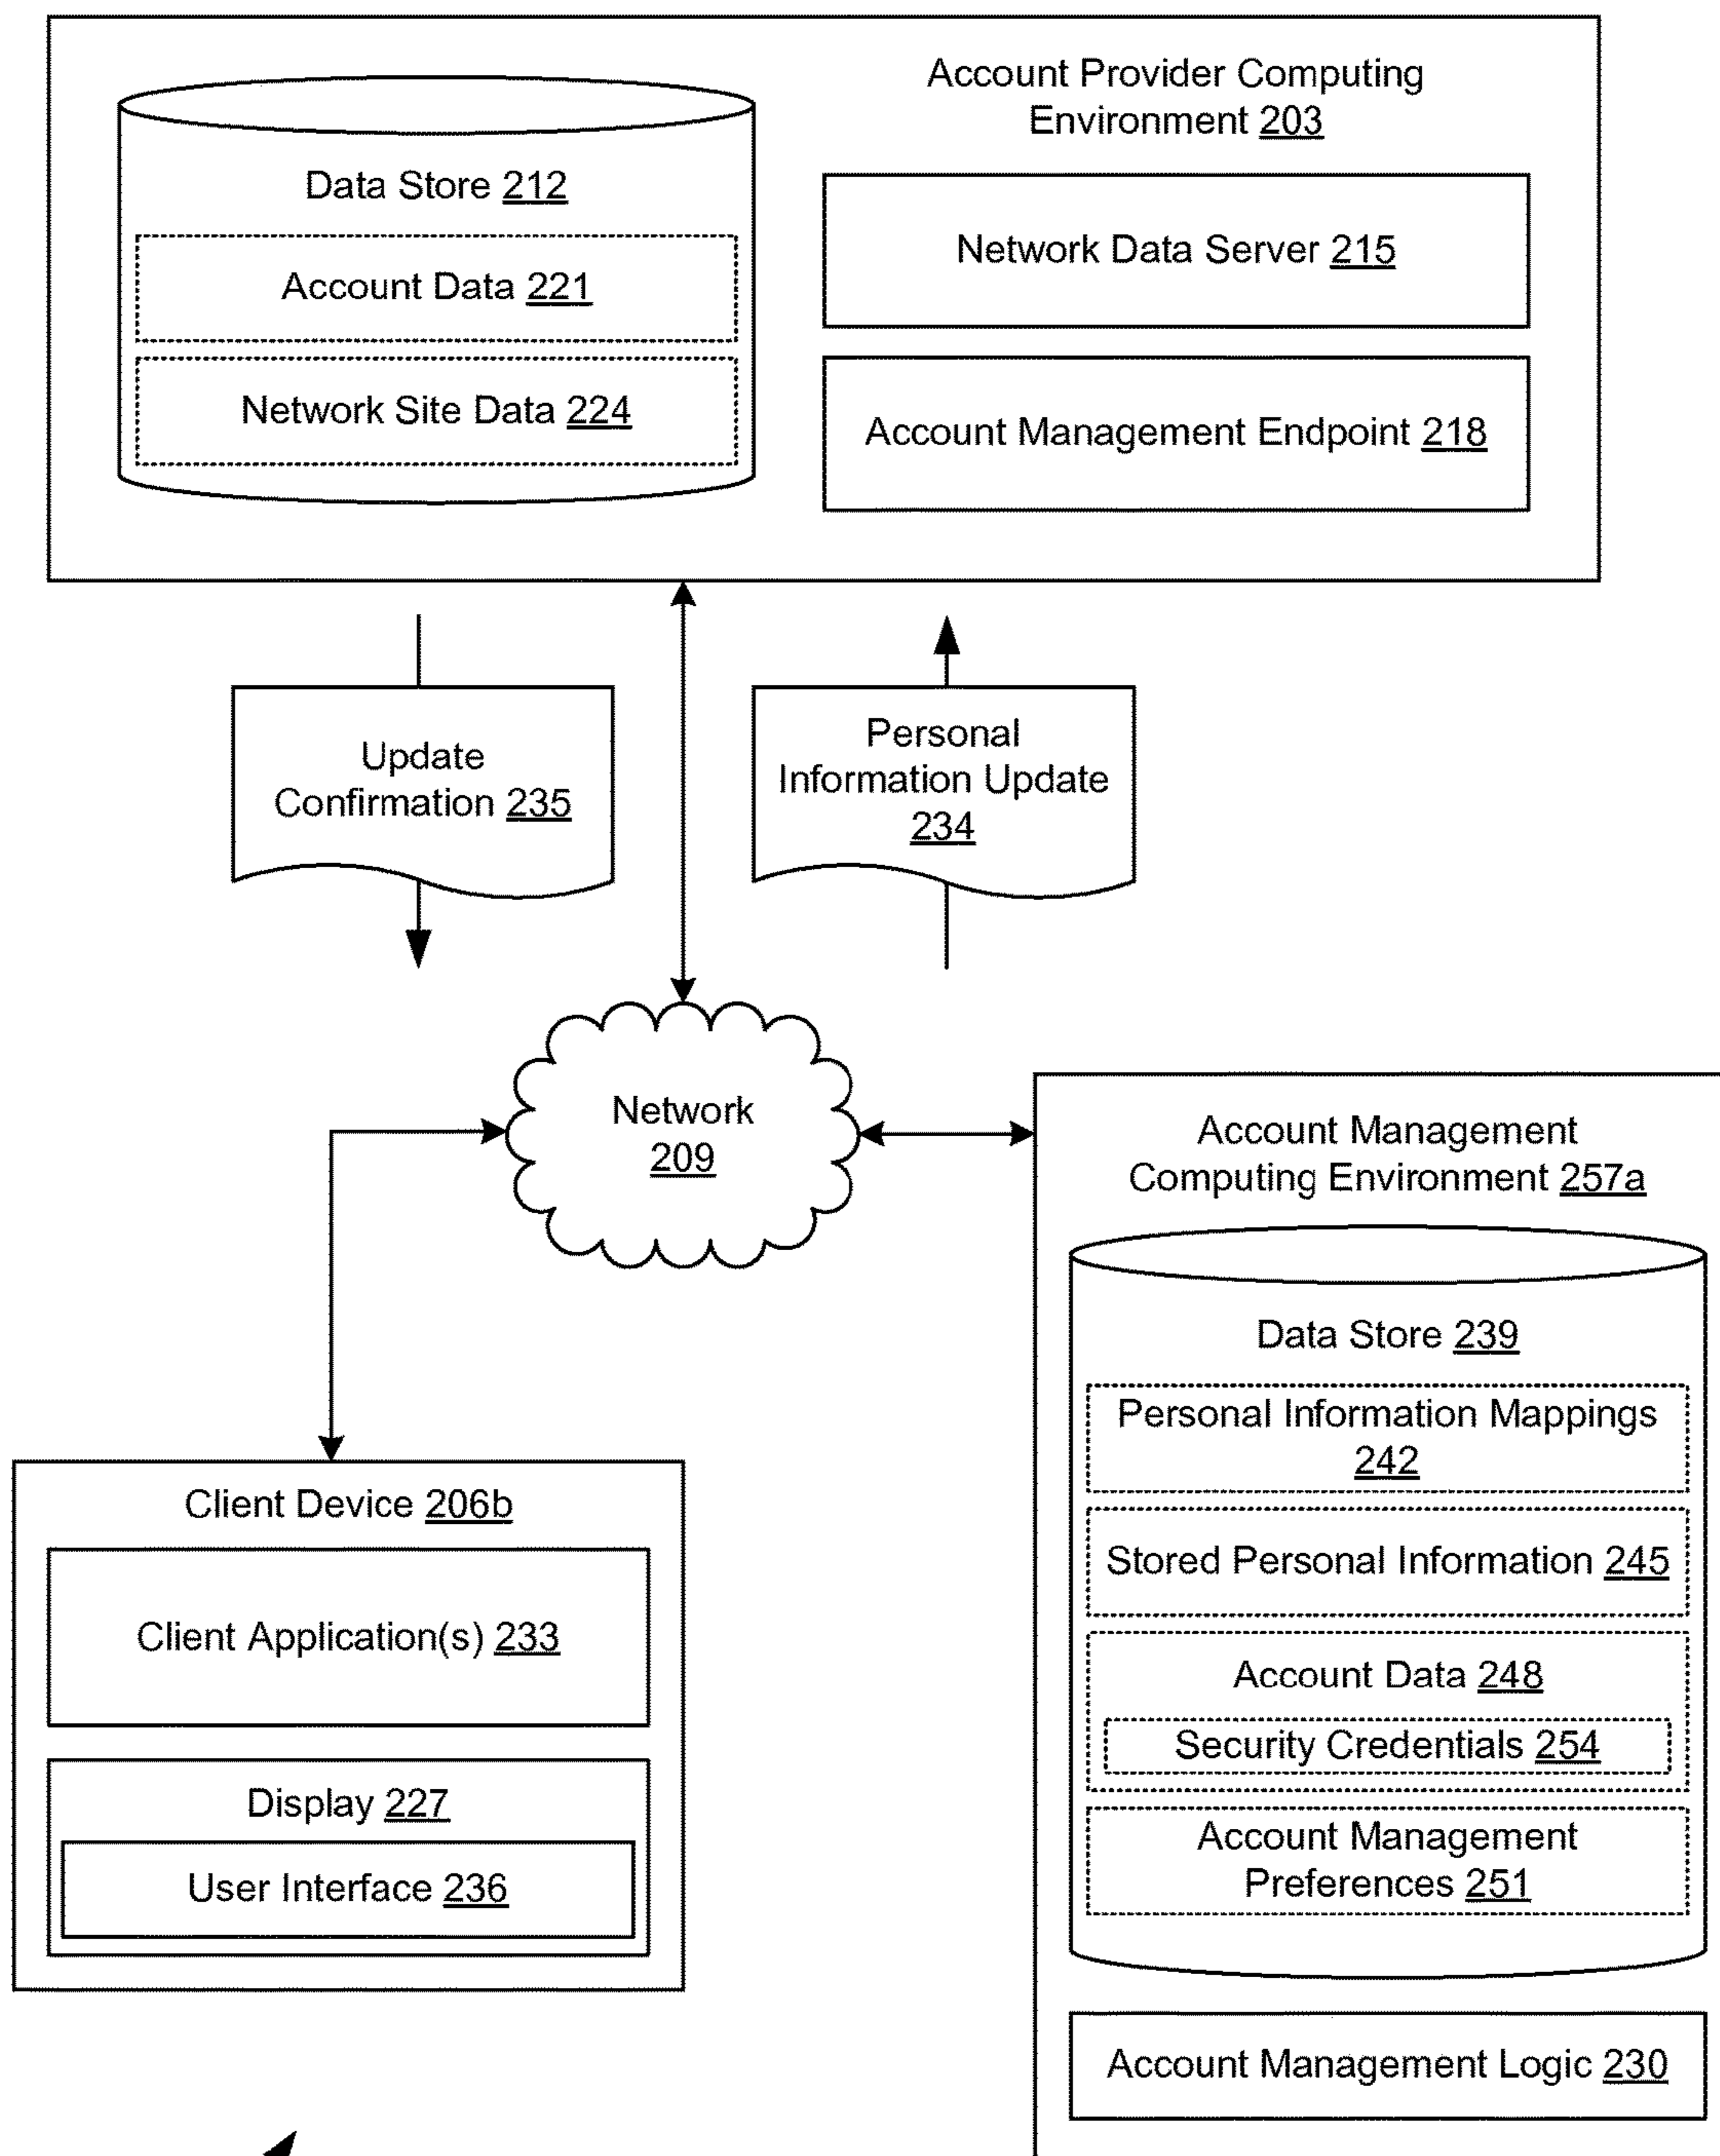 Account Provider Computing
Environment 203
Data Store 212
Account Data 221
Network Site Data 224
Network Data Server 215
Account Management Endpoint 218
Update
Confirmation 235
Personal
Information Update
234
Network
209
Account Management
Computing Environment 257a
Data Store 239
Personal Information Mappings
242
Stored Personal Information 245
Account Data 248
Security Credentials 254
Account Management
Preferences 251
Account Management Logic 230
Client Device 206b
Client Application(s) 233
Display 227
User Interface 236